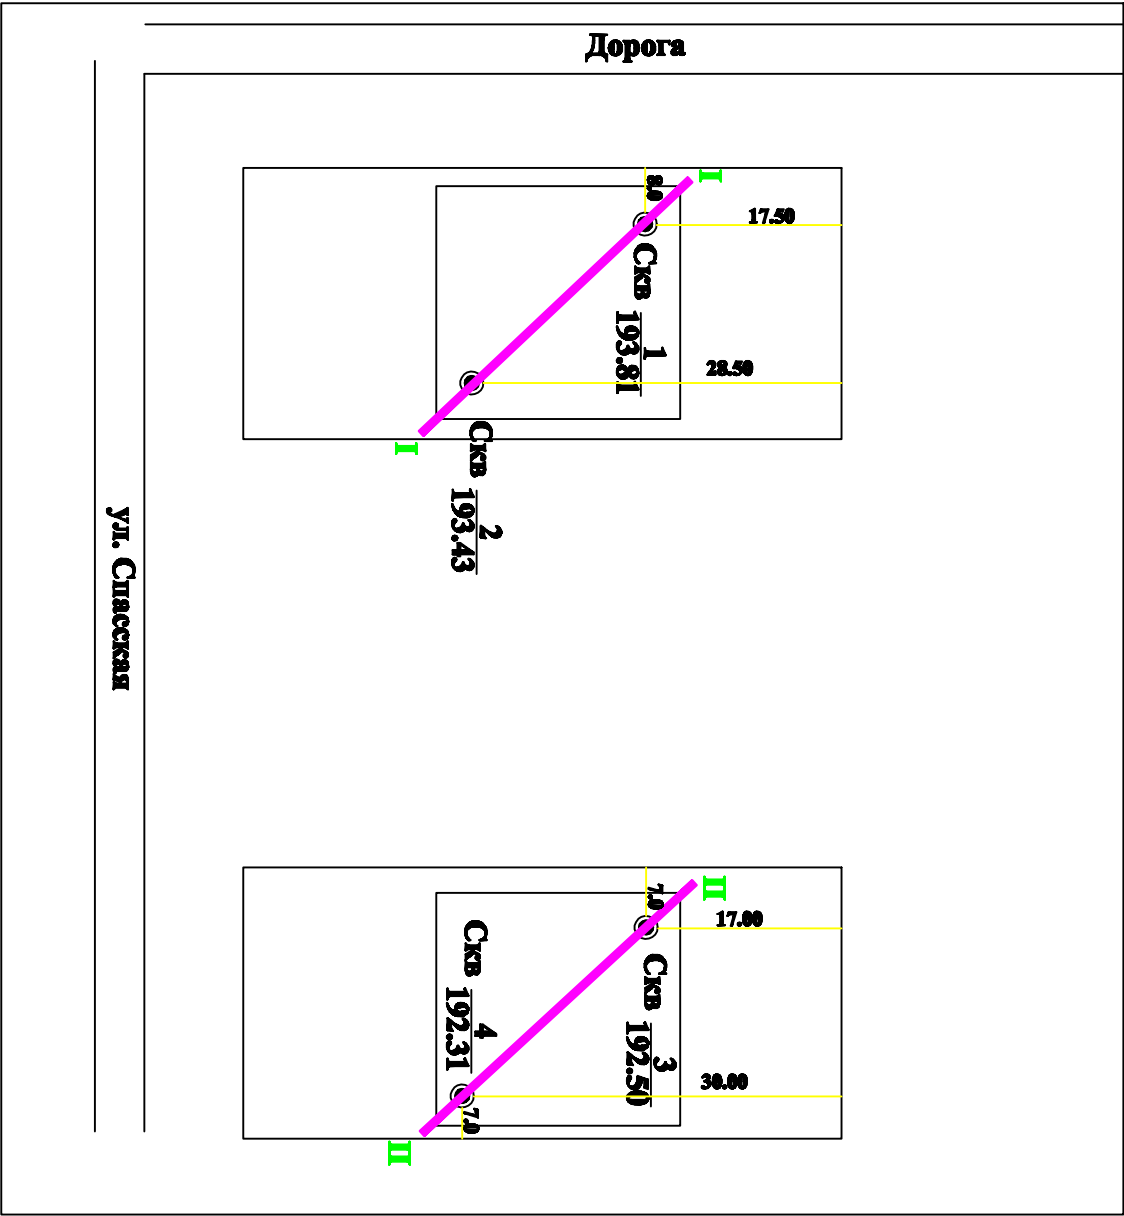 Дорога
I
8.0
17.50
Скв 1
193.81
28.50
I
Скв 2
193.43
ул. Спасская
II
7.0
17.00
Скв 3
192.50
Скв 4
192.31
30.00
7.0
II